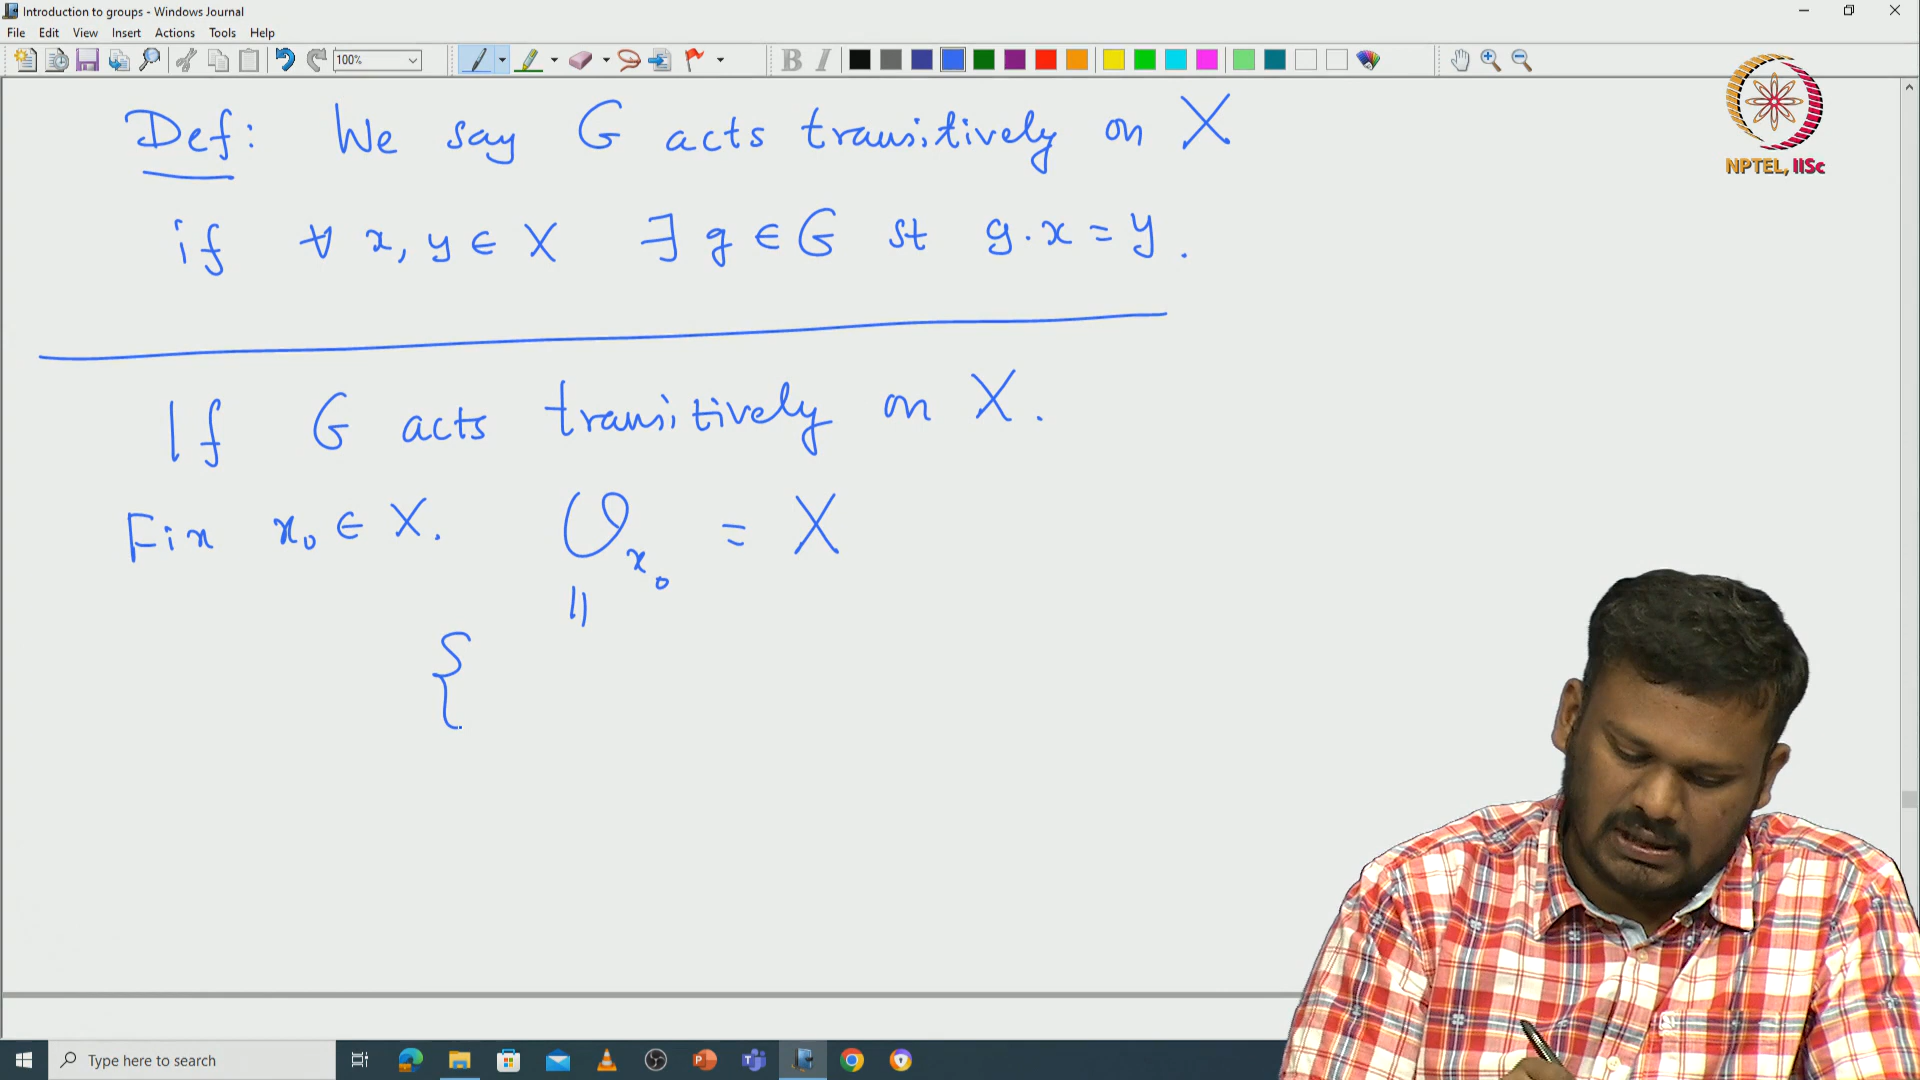 Introduction to groups - Windows Journal
File Edit View Insert Actions Tools Help
100%
B I
NPTEL, IISc
Def: We say G acts transitively on X
if ∀ x, y ∈ X ∃ g ∈ G st g·x = y.
If G acts transitively on X.
Fix x₀ ∈ X. O_{x₀} = X
||
{
Type here to search